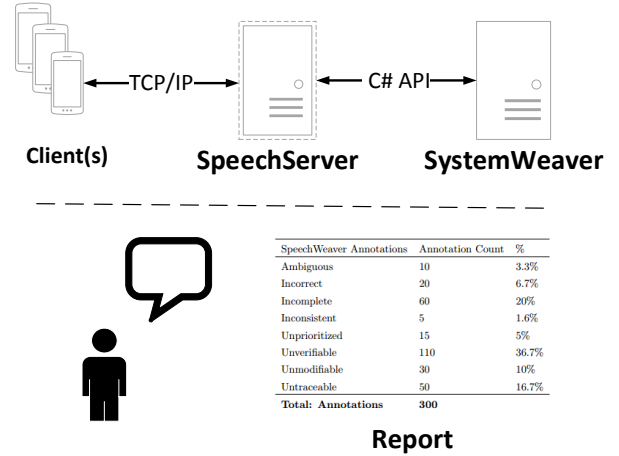 TCP/IP
C# API
Client(s)
SpeechServer
SystemWeaver
SpeechWeaver Annotations Annotation Count %
Ambiguous 10 3.3%
Incorrect 20 6.7%
Incomplete 60 20%
Inconsistent 5 1.6%
Unprioritized 15 5%
Unverifiable 110 36.7%
Unmodifiable 30 10%
Untraceable 50 16.7%
Total: Annotations 300
Report